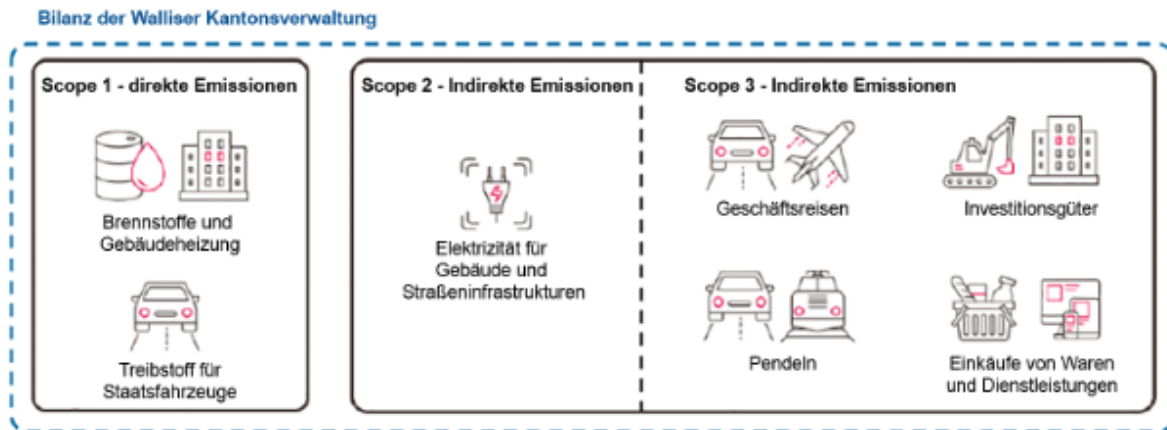 Bilanz der Walliser Kantonsverwaltung
Scope 1 - direkte Emissionen
Brennstoffe und
Gebäudeheizung
Treibstoff für
Staatsfahrzeuge
Scope 2 - Indirekte Emissionen
Elektrizität für
Gebäude und
Straßeninfrastrukturen
Scope 3 - Indirekte Emissionen
Geschäftsreisen
Investitionsgüter
Pendeln
Einkäufe von Waren
und Dienstleistungen